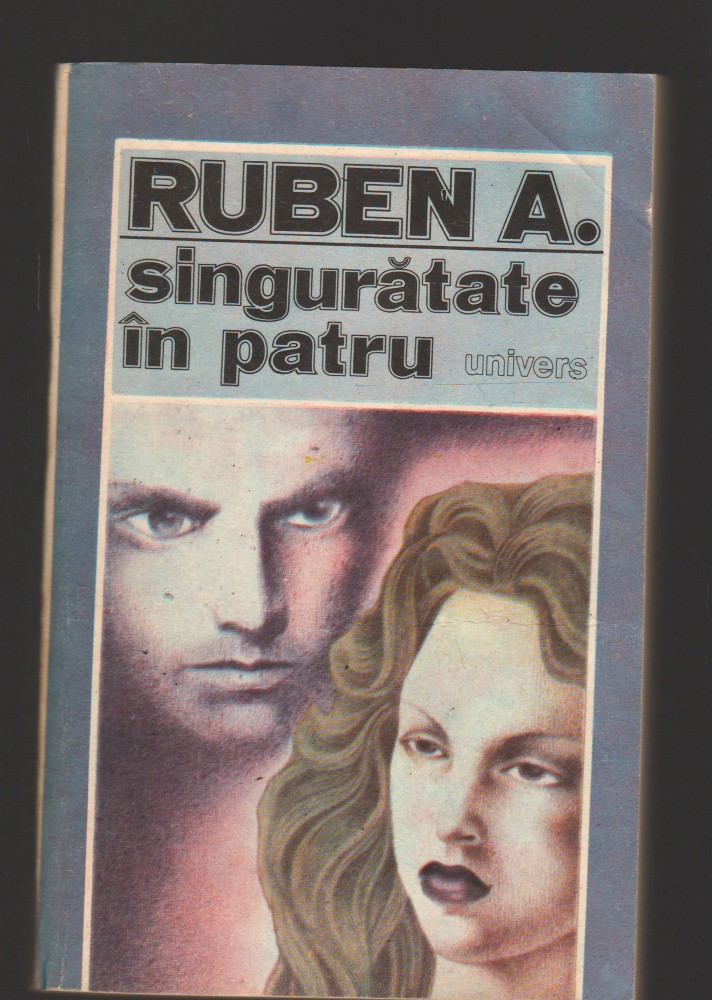 RUBEN A.
singurătate
în patru
univers